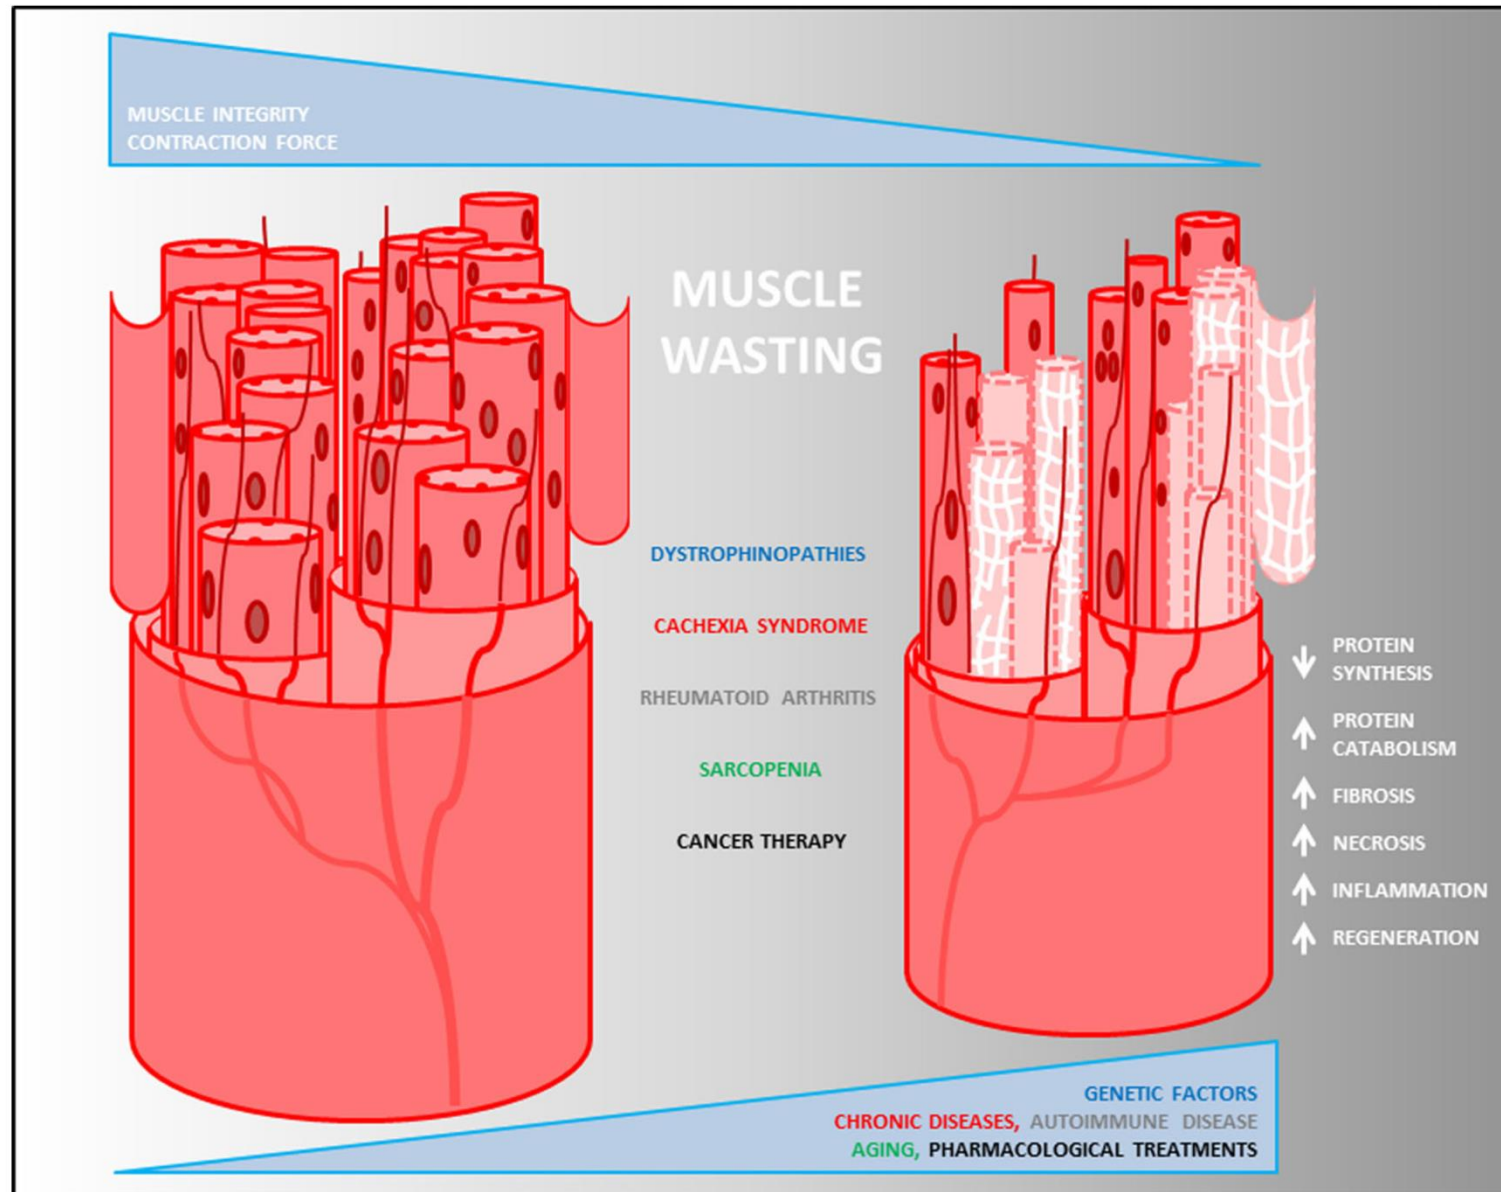 MUSCLE INTEGRITY
CONTRACTION FORCE
MUSCLE
WASTING
DYSTROPHINOPATHIES
CACHEXIA SYNDROME
RHEUMATOID ARTHRITIS
SARCOPENIA
CANCER THERAPY
PROTEIN
SYNTHESIS
PROTEIN
CATABOLISM
FIBROSIS
NECROSIS
INFLAMMATION
REGENERATION
GENETIC FACTORS
CHRONIC DISEASES, AUTOIMMUNE DISEASE
AGING, PHARMACOLOGICAL TREATMENTS